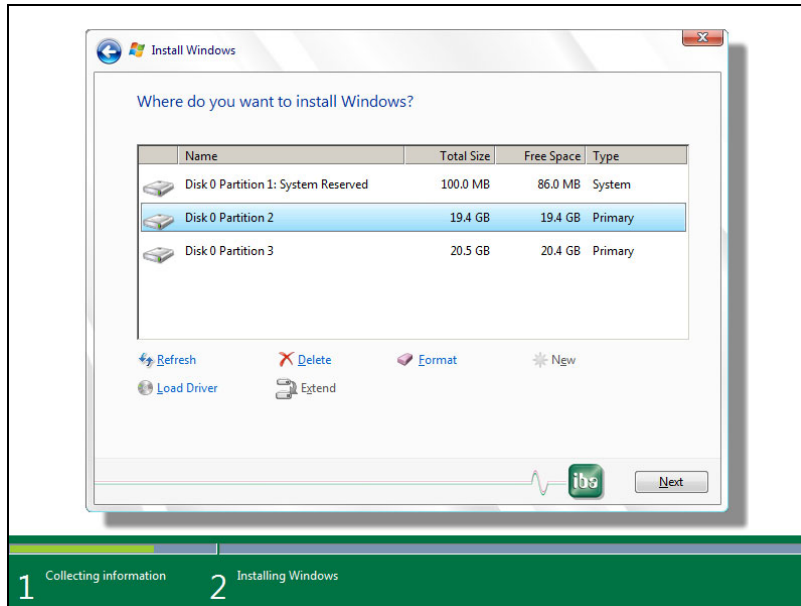 Install Windows
Where do you want to install Windows?
Name Total Size Free Space Type
Disk 0 Partition 1: System Reserved 100.0 MB 86.0 MB System
Disk 0 Partition 2 19.4 GB 19.4 GB Primary
Disk 0 Partition 3 20.5 GB 20.4 GB Primary
Refresh Delete Format New
Load Driver Extend
iba Next
1 Collecting information 2 Installing Windows